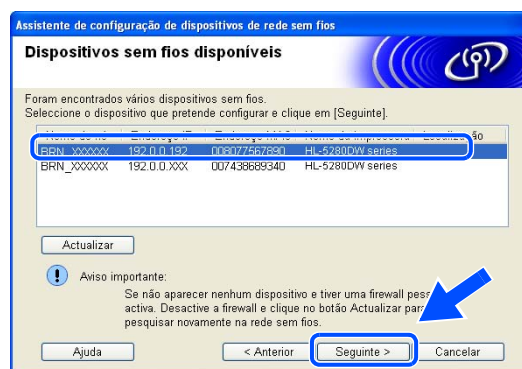 Assistente de configuração de dispositivos de rede sem fios
Dispositivos sem fios disponíveis
Foram encontrados vários dispositivos sem fios.
Seleccione o dispositivo que pretende configurar e clique em [Seguinte].
BRN_XXXXXX 192.0.0.192 008077567890 HL-5280DW series
BRN_XXXXXX 192.0.0.XXX 007438689340 HL-5280DW series
Actualizar
Aviso importante:
Se não aparecer nenhum dispositivo e tiver uma firewall
activa. Desactive a firewall e clique no botão Actualizar
pesquisar novamente na rede sem fios.
Ajuda < Anterior Seguinte > Cancelar